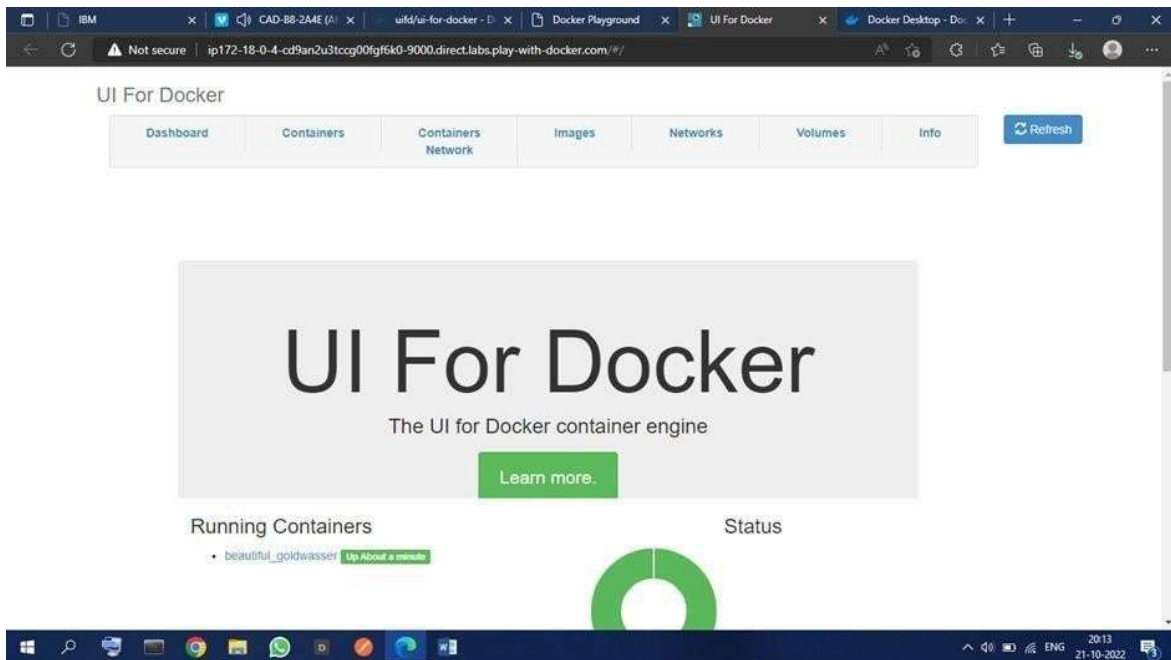 IBM
CAD-B8-2A4E (A
uifd/ui-for-docker - D
Docker Playground
UI For Docker
Docker Desktop - Doc
Not secure ip172-18-0-4-cd9an2u3tccg00fgf6k0-9000.direct.labs.play-with-docker.com/#/
UI For Docker
Dashboard
Containers
Containers
Network
Images
Networks
Volumes
Info
Refresh
UI For Docker
The UI for Docker container engine
Learn more.
Running Containers
• beautiful_goldwasser Up About a minute
Status
ENG
20:13
21-10-2022